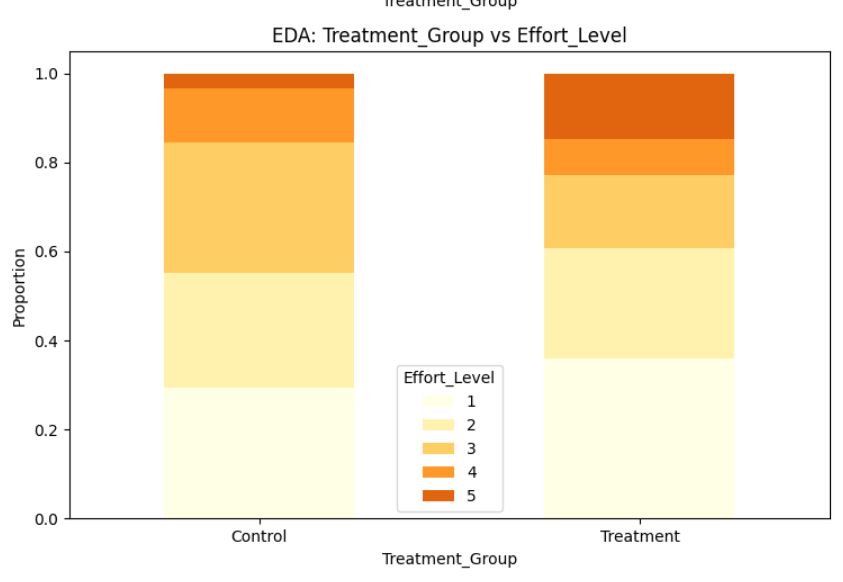 Treatment_Group
EDA: Treatment_Group vs Effort_Level
1.0
0.8
0.6
0.4
0.2
0.0
Proportion
Effort_Level
1
2
3
4
5
Control Treatment
Treatment_Group